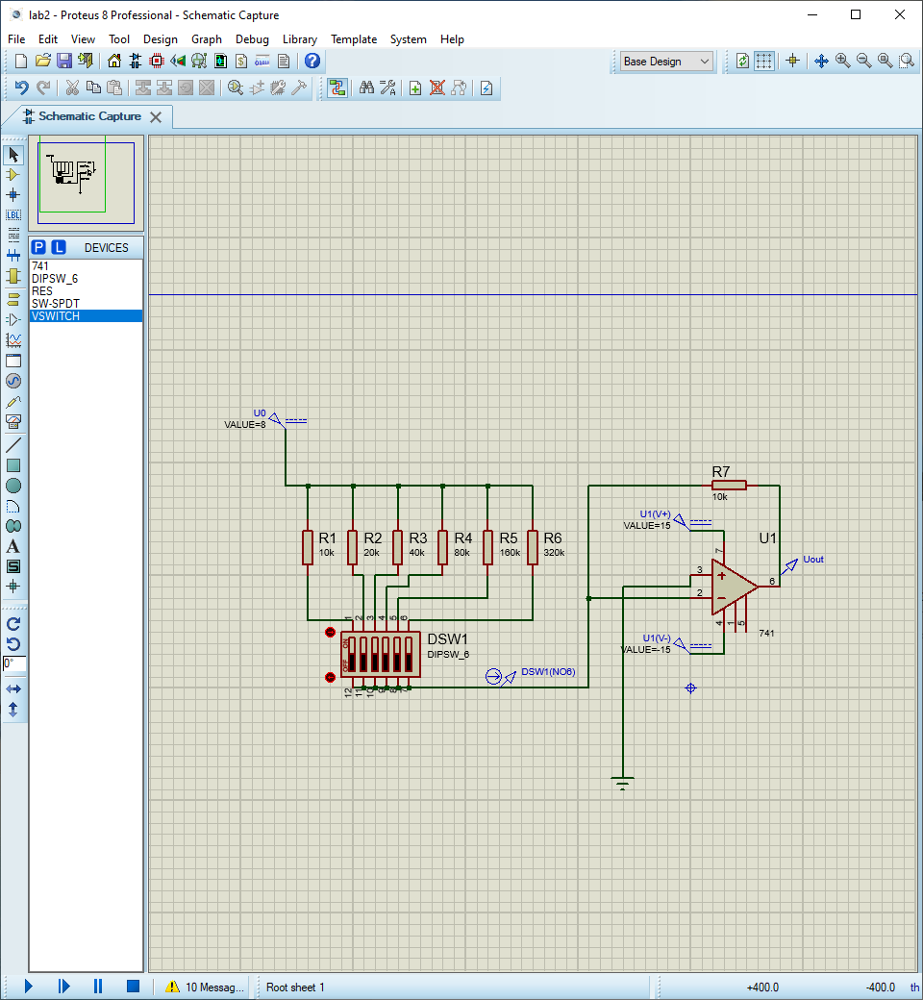 lab2 - Proteus 8 Professional - Schematic Capture
File Edit View Tool Design Graph Debug Library Template System Help
Base Design
Schematic Capture
P L DEVICES
741
DIPSW_6
RES
SW-SPDT
VSWITCH
LBL
A
S
0°
U0
VALUE=8
R1
10k
R2
20k
R3
40k
R4
80k
R5
160k
R6
320k
R7
10k
U1(V+)
VALUE=15
U1
7
3
2
6
4
1
5
741
Uout
U1(V-)
VALUE=-15
1 2 3 4 5 6
ON
OFF
DSW1
DIPSW_6
12 11 10 9 8 7
DSW1(NO6)
10 Messag...
Root sheet 1
+400.0
-400.0
th